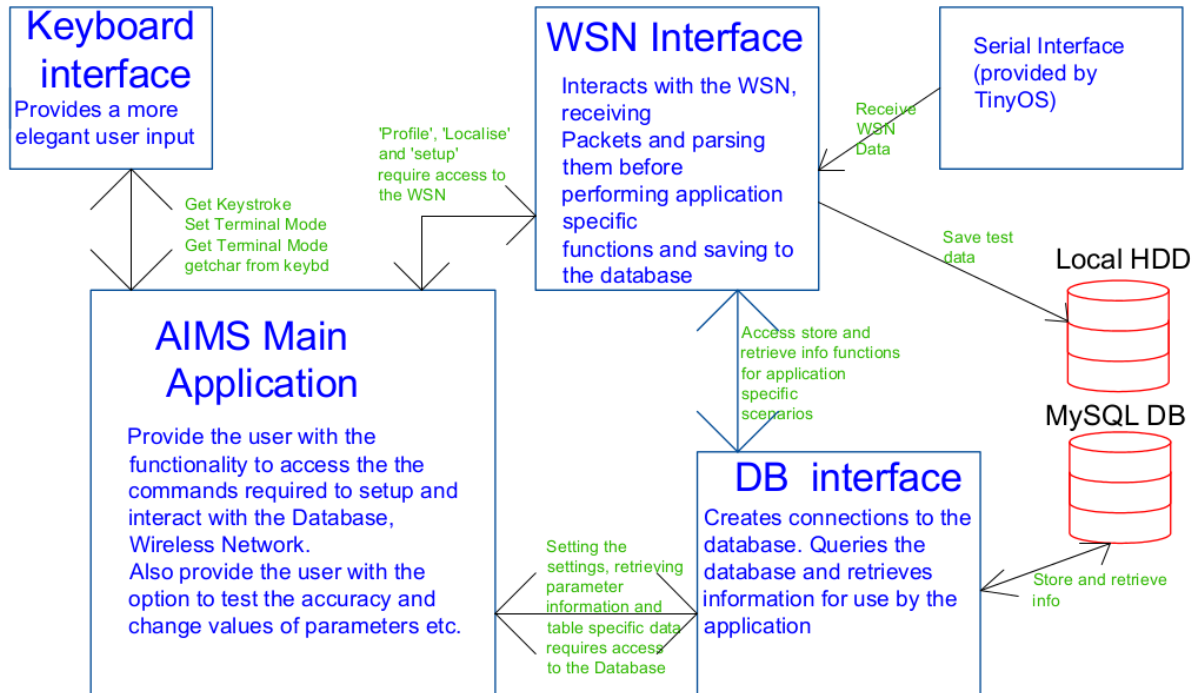 Keyboard
interface
Provides a more
elegant user input
Get Keystroke
Set Terminal Mode
Get Terminal Mode
getchar from keybd
'Profile', 'Localise'
and 'setup'
require access to
the WSN
WSN Interface
Interacts with the WSN,
receiving
Packets and parsing
them before
performing application
specific
functions and saving to
the database
Receive
WSN
Data
Serial Interface
(provided by
TinyOS)
Save test
data
Local HDD
MySQL DB
Store and retrieve
info
Access store and
retrieve info functions
for application
specific
scenarios
AIMS Main
Application
Provide the user with the
functionality to access the the
commands required to setup and
interact with the Database,
Wireless Network.
Also provide the user with the
option to test the accuracy and
change values of parameters etc.
Setting the
settings, retrieving
parameter
information and
table specific data
requires access
to the Database
DB interface
Creates connections to the
database. Queries the
database and retrieves
information for use by the
application